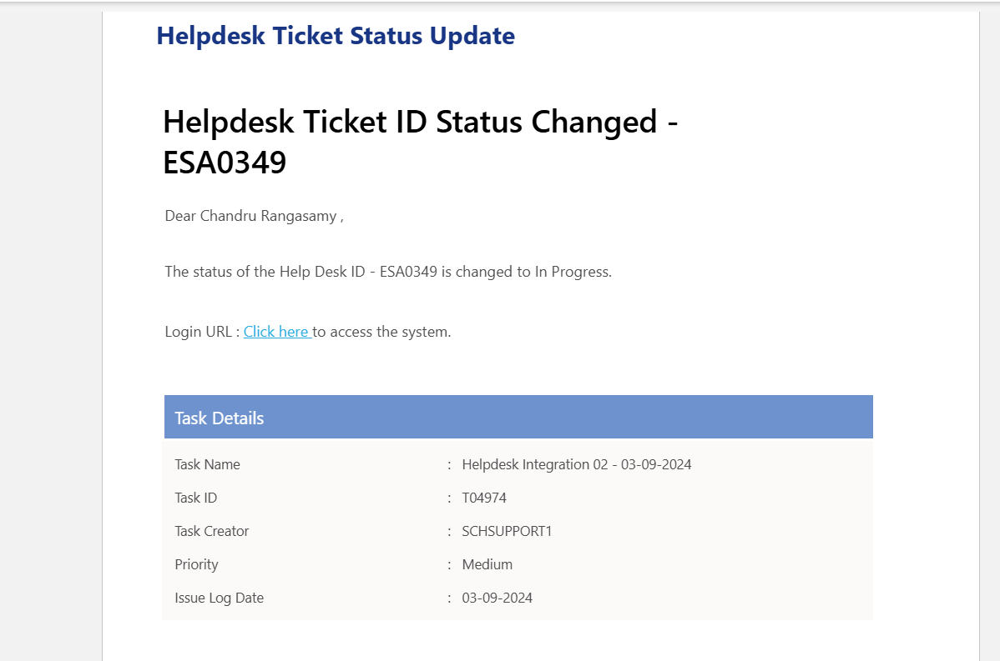 Helpdesk Ticket Status Update
Helpdesk Ticket ID Status Changed -
ESA0349
Dear Chandru Rangasamy ,
The status of the Help Desk ID - ESA0349 is changed to In Progress.
Login URL : Click here to access the system.
Task Details
Task Name : Helpdesk Integration 02 - 03-09-2024
Task ID : T04974
Task Creator : SCHSUPPORT1
Priority : Medium
Issue Log Date : 03-09-2024